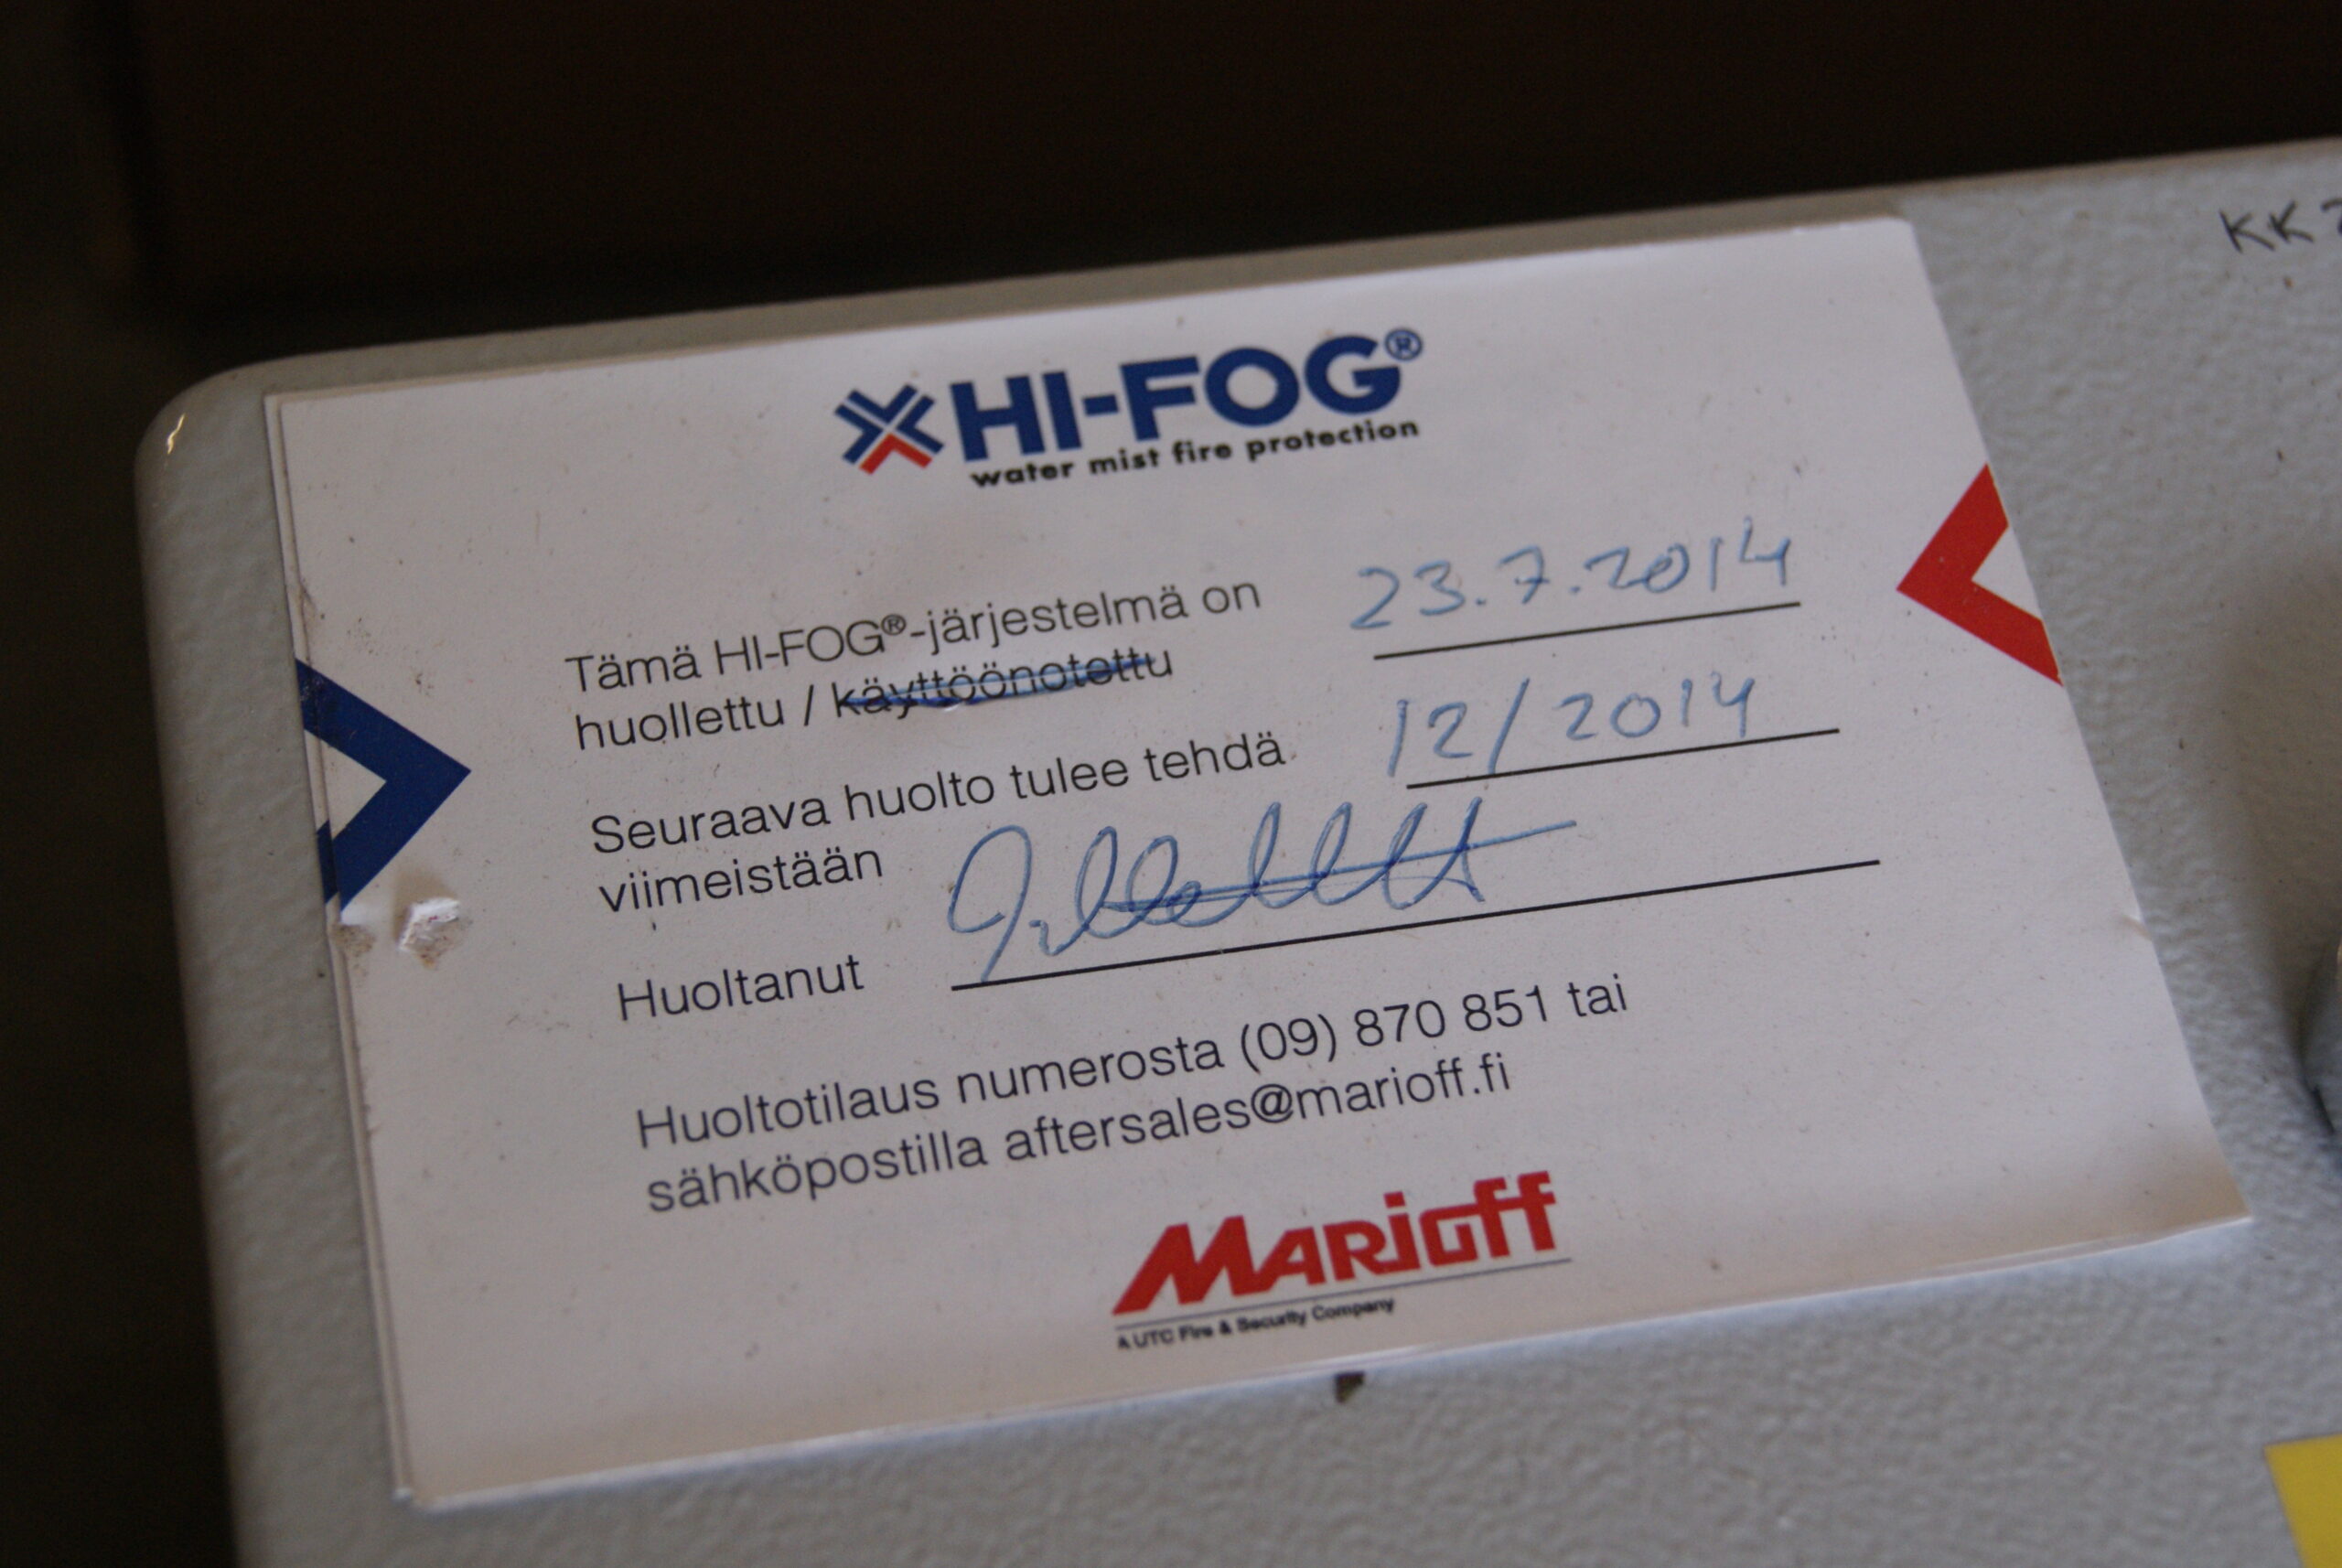 KK
HI-FOG®
water mist fire protection
Tämä HI-FOG®-järjestelmä on 23.7.2014
huollettu / käyttöönotettu
Seuraava huolto tulee tehdä 12/2014
viimeistään
Huoltanut
Huoltotilaus numerosta (09) 870 851 tai
sähköpostilla aftersales@marioff.fi
Marioff
A UTC Fire & Security Company